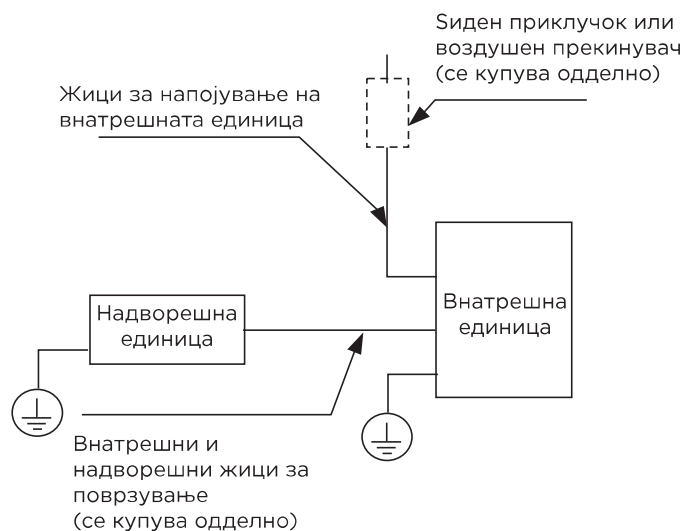 Ѕиден приклучок или
воздушен прекинувач
(се купува одделно)
Жици за напојување на
внатрешната единица
Внатрешна
единица
Надворешна
единица
Внатрешни и
надворешни жици за
поврзување
(се купува одделно)